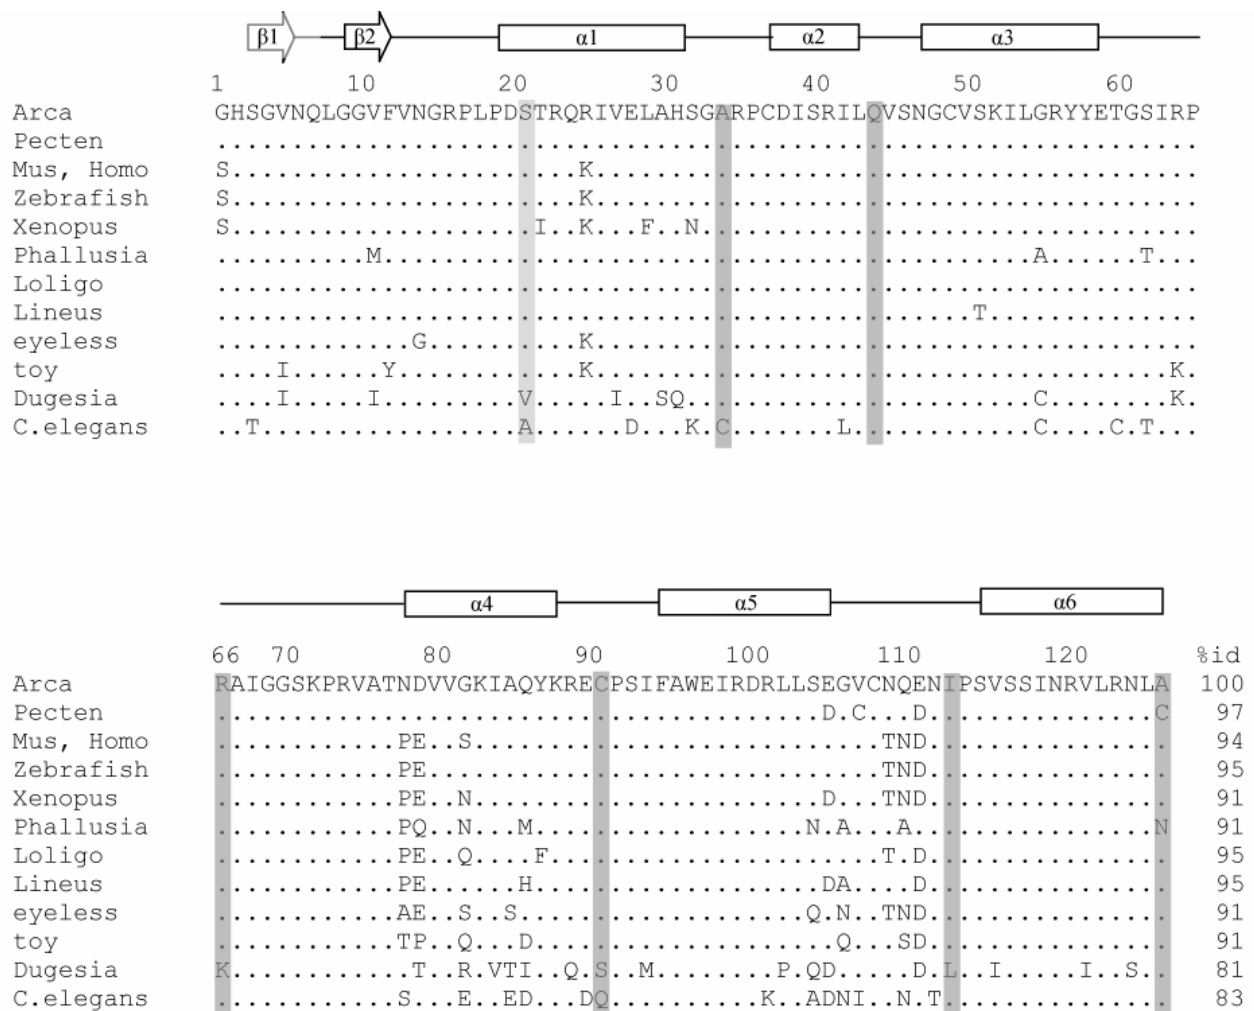 β1 β2 α1 α2 α3
1 10 20 30 40 50 60
Arca GHSGVNQLGGVFVNGRPLPDSTRQRIVELAHSGARPCDISRILQVSNGCVSKILGRYYETGSIRP
Pecten .................................................................
Mus, Homo S.......................K........................................
Zebrafish S.......................K........................................
Xenopus S....................I..K...F..N.................................
Phallusia ..........M...........................................A......T...
Loligo .................................................................
Lineus ..................................................T..............
eyeless .............G..........K........................................
toy ....I......Y............K......................................K.
Dugesia ....I.....I.........V.....I..SQ.......................C........K.
C.elegans ..T.................A......D...K.C.......L............C....C.T...
α4 α5 α6
66 70 80 90 100 110 120 %id
Arca RAIGGSKPRVATNDVVGKIAQYKRECPSIFAWEIRDRLLSEGVCNQENIPSVSSINRVLRNLA 100
Pecten ........................................D.C...D...............C 97
Mus, Homo ............PE..S...........................TND................ 94
Zebrafish ............PE..............................TND................ 95
Xenopus ............PE..N.......................D...TND................ 91
Phallusia ............PQ..N...M..................N.A...A................N 91
Loligo ............PE..Q....F......................T D................ 95
Lineus ............PE......H...................DA....D................ 95
eyeless ............AE..S..S...................Q.N..TND................ 91
toy ............TP..Q...D....................Q...SD................ 91
Dugesia K............T..R.VTI..Q.S..M........P.QD.....D.L..I.....I..S.. 81
C.elegans ............S...E..ED...DQ..........K..ADNI..N.T............... 83